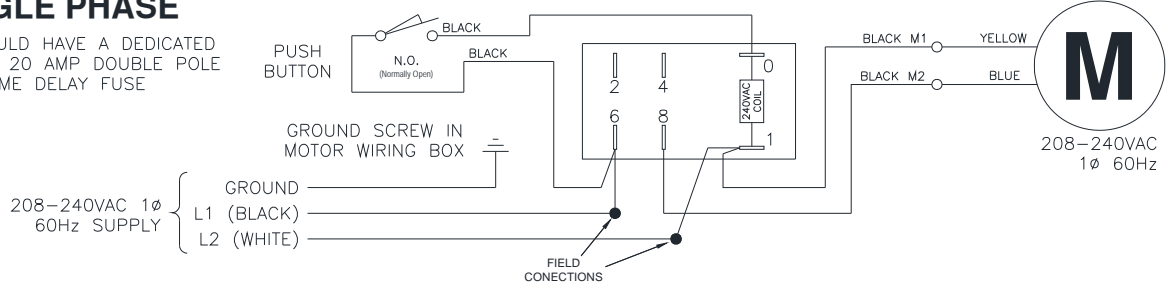 GLE PHASE
ULD HAVE A DEDICATED
20 AMP DOUBLE POLE
ME DELAY FUSE
PUSH
BUTTON
BLACK
N.O.
(Normally Open)
BLACK
2
4
0
240VAC
COIL
6
8
1
BLACK M1
YELLOW
BLACK M2
BLUE
M
208-240VAC
1ø 60Hz
GROUND SCREW IN
MOTOR WIRING BOX
GROUND
208-240VAC 1ø
60Hz SUPPLY
L1 (BLACK)
L2 (WHITE)
FIELD
CONECTIONS